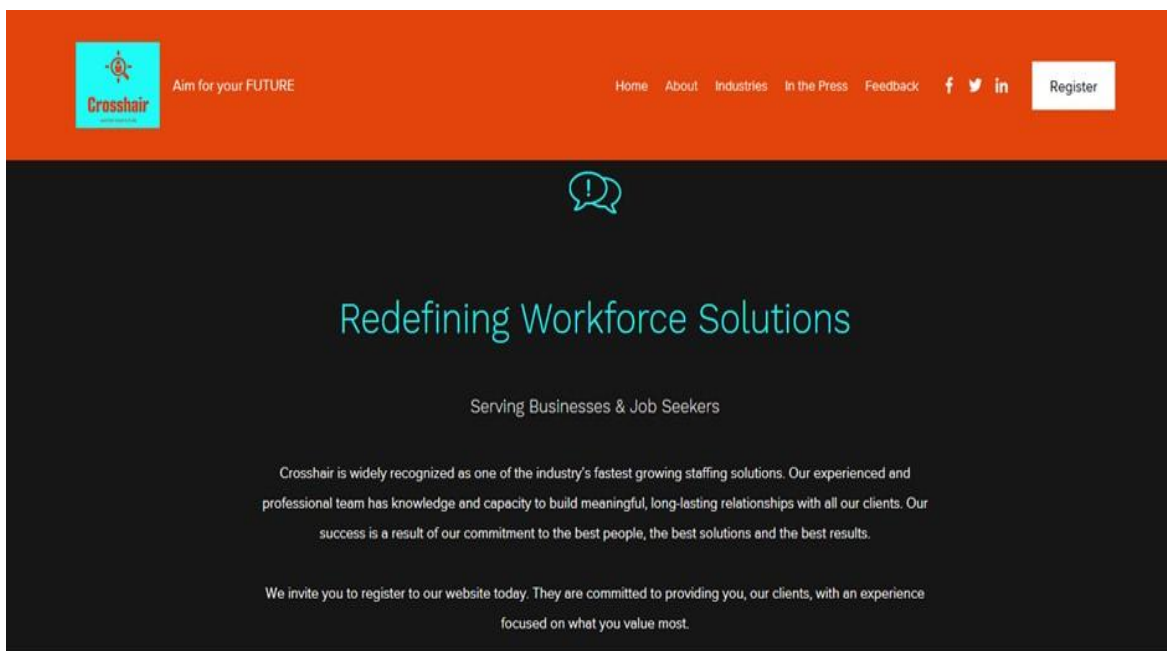 Crosshair
Aim for your FUTURE
Home About Industries In the Press Feedback
Register
Redefining Workforce Solutions
Serving Businesses & Job Seekers
Crosshair is widely recognized as one of the industry's fastest growing staffing solutions. Our experienced and
professional team has knowledge and capacity to build meaningful, long-lasting relationships with all our clients. Our
success is a result of our commitment to the best people, the best solutions and the best results.
We invite you to register to our website today. They are committed to providing you, our clients, with an experience
focused on what you value most.